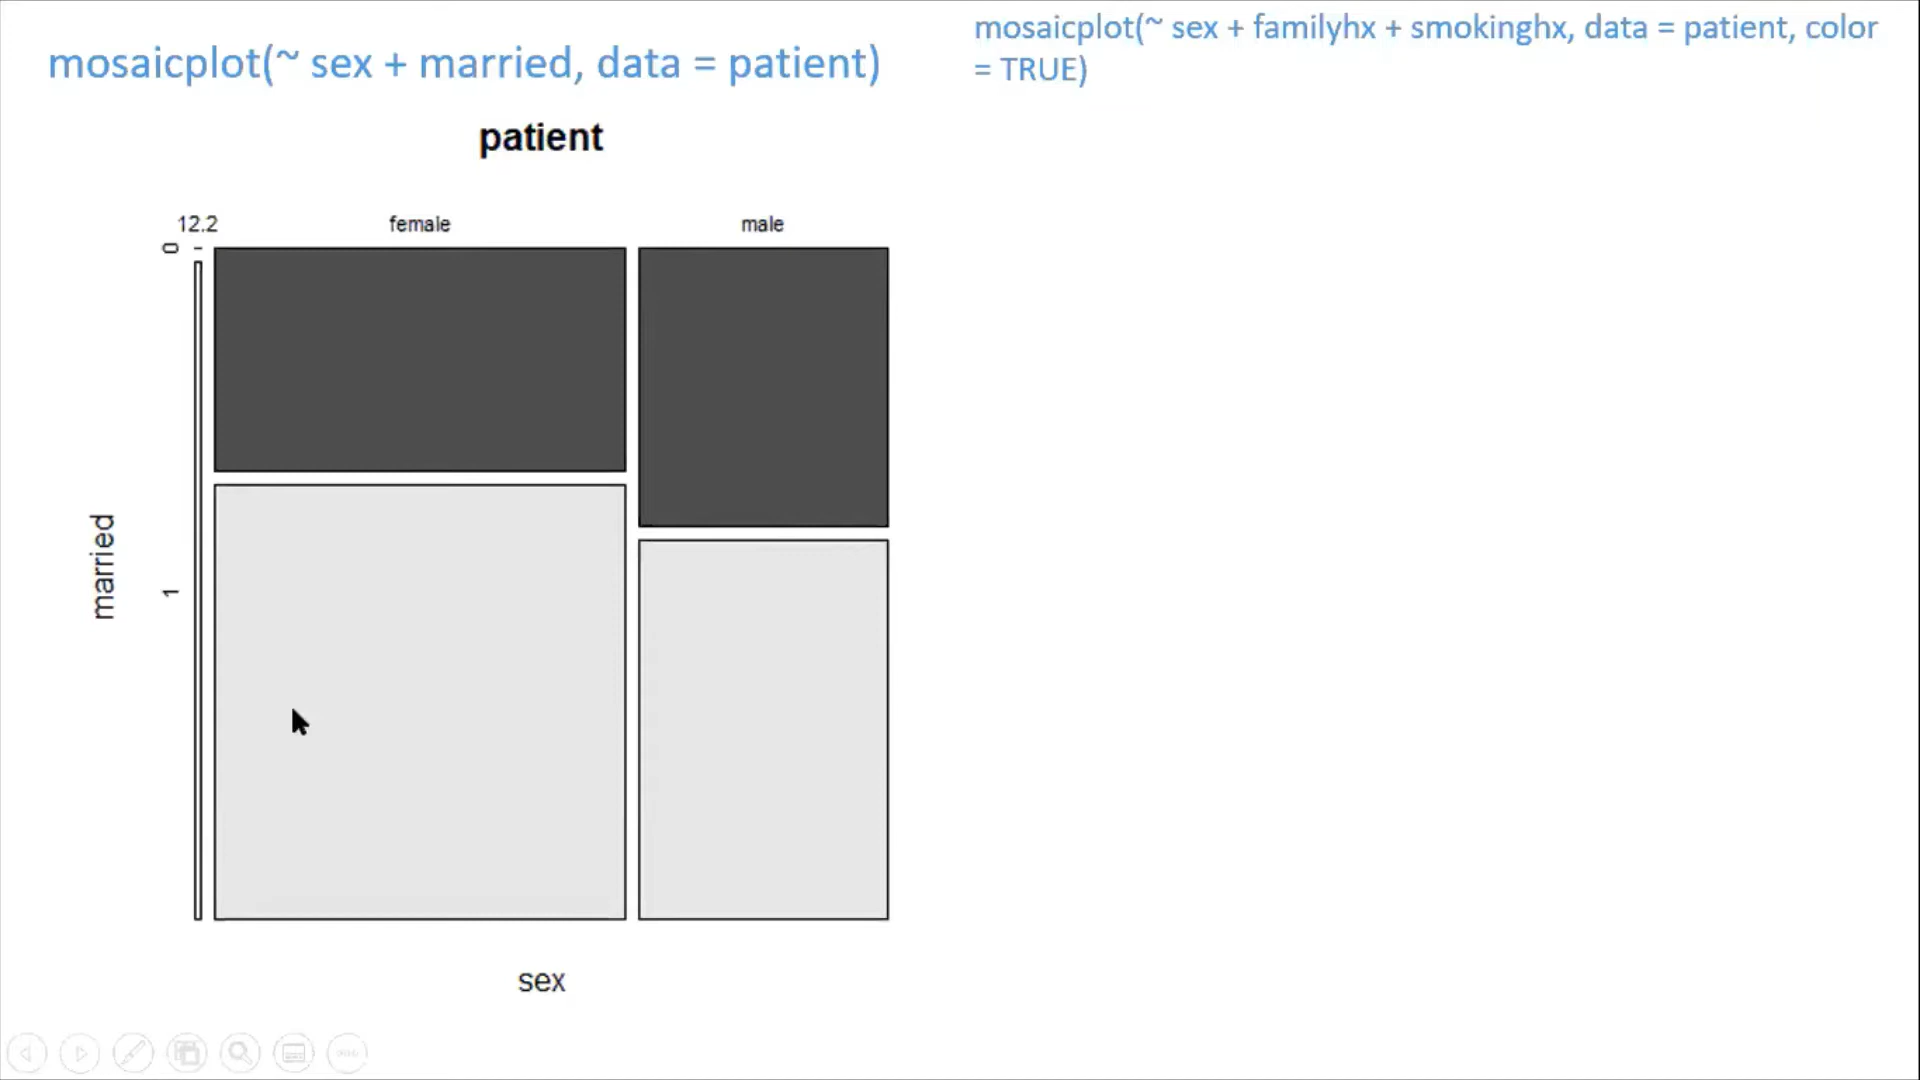 mosaicplot(~ sex + married, data = patient)
mosaicplot(~ sex + familyhx + smokinghx, data = patient, color
= TRUE)
patient
12.2 female male
0
married
1
sex